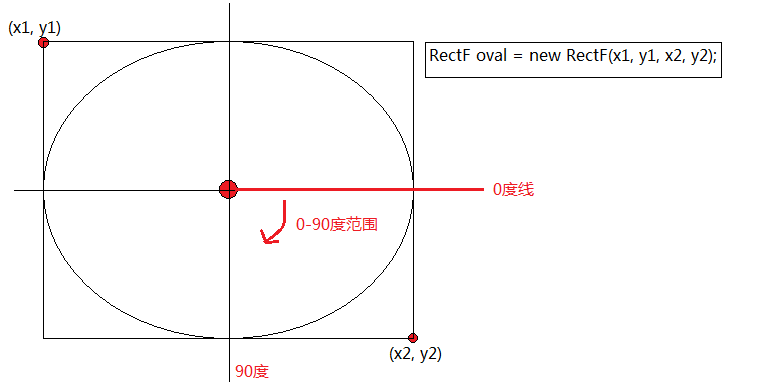 (x1, y1)
RectF oval = new RectF(x1, y1, x2, y2);
0度线
0-90度范围
(x2, y2)
90度